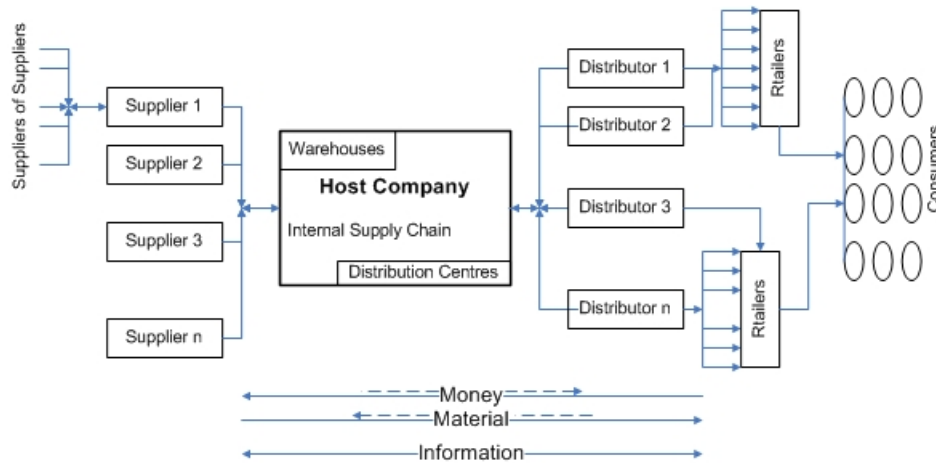 Suppliers of Suppliers
Supplier 1
Supplier 2
Supplier 3
Supplier n
Warehouses
Host Company
Internal Supply Chain
Distribution Centres
Distributor 1
Distributor 2
Distributor 3
Distributor n
Rtailers
Rtailers
Consumers
Money
Material
Information